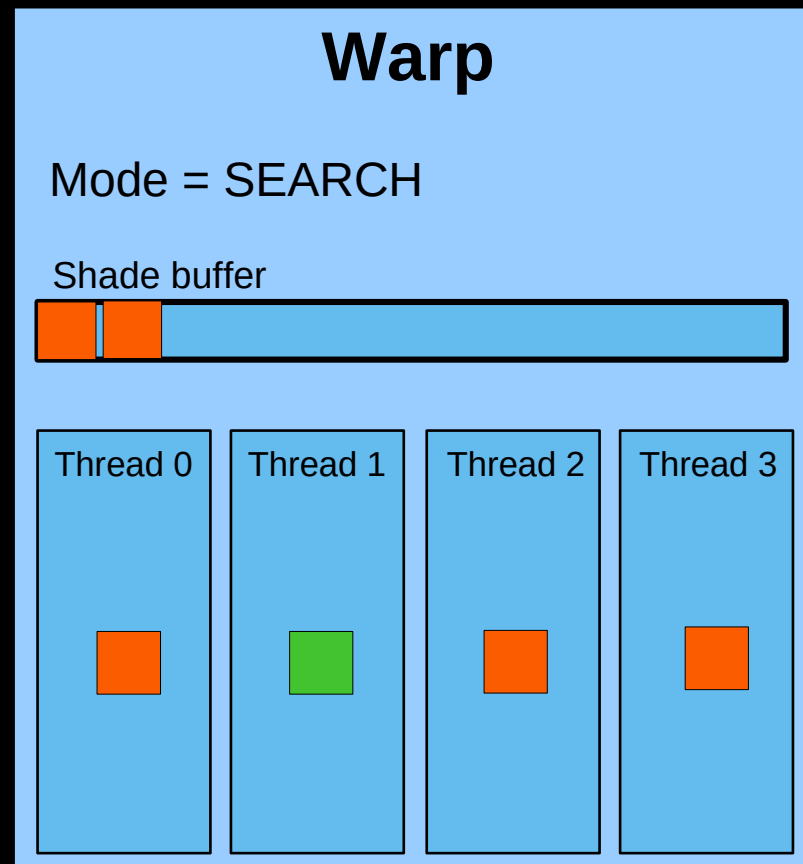 Warp
Mode = SEARCH
Shade buffer
Thread 0 Thread 1 Thread 2 Thread 3